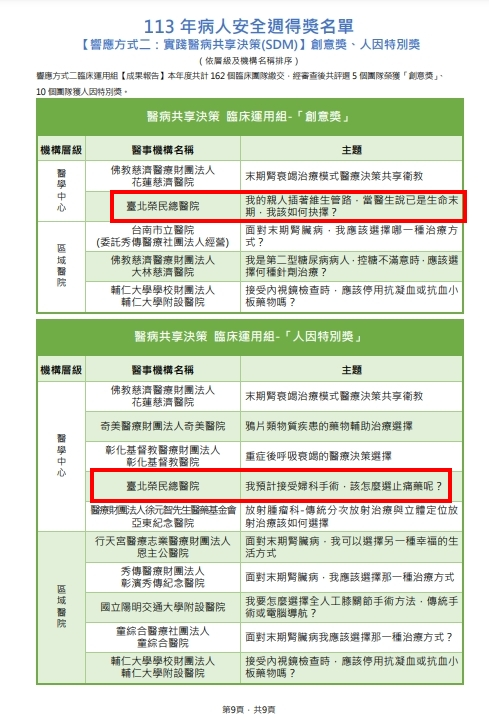 113 年病人安全週得獎名單
【響應方式二：實踐醫病共享決策(SDM)】創意獎、人因特別獎
（依層級及機構名稱排序）
響應方式二臨床運用組【成果報告】本年度共計 162 個臨床團隊繳交，經審查後共評選 5 個團隊榮獲「創意獎」、
10 個團隊獲人因特別獎。
醫病共享決策 臨床運用組-「創意獎」
機構層級 醫事機構名稱 主題
醫學中心
佛教慈濟醫療財團法人
花蓮慈濟醫院
末期腎衰竭治療模式醫療決策共享衛教
臺北榮民總醫院
我的親人插著維生管路，當醫生說已是生命末
期，我該如何抉擇？
區域醫院
台南市立醫院
(委託秀傳醫療社團法人經營)
面對末期腎臟病，我應該選擇哪一種治療方
式？
佛教慈濟醫療財團法人
大林慈濟醫院
我是第二型糖尿病病人，控糖不滿意時，應該選
擇何種針劑治療？
輔仁大學學校財團法人
輔仁大學附設醫院
接受內視鏡檢查時，應該停用抗凝血或抗血小
板藥物嗎？
醫病共享決策 臨床運用組-「人因特別獎」
機構層級 醫事機構名稱 主題
醫學中心
佛教慈濟醫療財團法人
花蓮慈濟醫院
末期腎衰竭治療模式醫療決策共享衛教
奇美醫療財團法人奇美醫院
鴉片類物質疾患的藥物輔助治療選擇
彰化基督教醫療財團法人
彰化基督教醫院
重症後呼吸衰竭的醫療決策選擇
臺北榮民總醫院
我預計接受婦科手術，該怎麼選止痛藥呢？
醫療財團法人徐元智先生醫藥基金會
亞東紀念醫院
放射腫瘤科-傳統分次放射治療與立體定位放
射治療該如何選擇
區域醫院
行天宮醫療志業醫療財團法人
恩主公醫院
面對末期腎臟病，我可以選擇另一種幸福的生
活方式
秀傳醫療財團法人
彰濱秀傳紀念醫院
面對末期腎臟病，我應該選擇那一種治療方式
國立陽明交通大學附設醫院
我要怎麼選擇全人工膝關節手術方法，傳統手
術或電腦導航？
童綜合醫療社團法人
童綜合醫院
面對末期腎臟病我應該選擇那一種治療方式？
輔仁大學學校財團法人
輔仁大學附設醫院
接受內視鏡檢查時，應該停用抗凝血或抗血小
板藥物嗎？
第9頁，共9頁